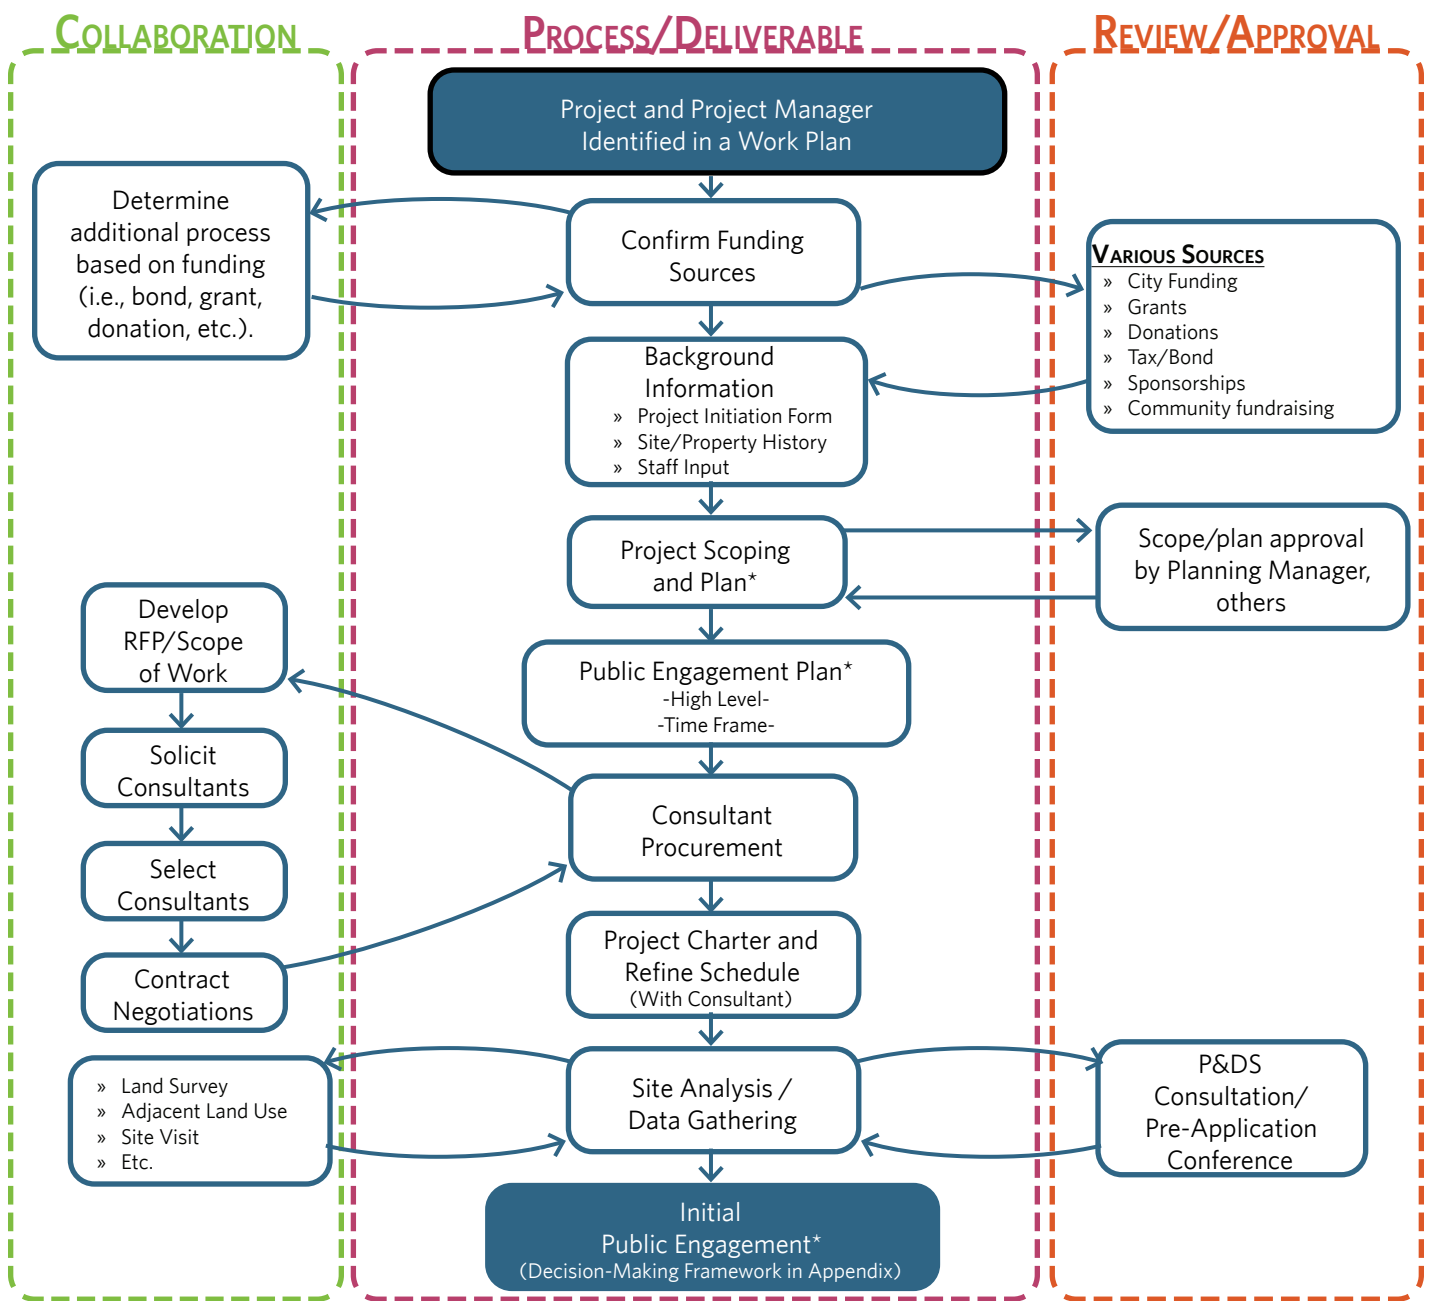 COLLABORATION
PROCESS/DELIVERABLE
REVIEW/APPROVAL
Project and Project Manager
Identified in a Work Plan
Determine
additional process
based on funding
(i.e., bond, grant,
donation, etc.).
Confirm Funding
Sources
VARIOUS SOURCES
» City Funding
» Grants
» Donations
» Tax/Bond
» Sponsorships
» Community fundraising
Background
Information
» Project Initiation Form
» Site/Property History
» Staff Input
Project Scoping
and Plan*
Scope/plan approval
by Planning Manager,
others
Develop
RFP/Scope
of Work
Solicit
Consultants
Select
Consultants
Contract
Negotiations
Public Engagement Plan*
-High Level-
-Time Frame-
Consultant
Procurement
Project Charter and
Refine Schedule
(With Consultant)
» Land Survey
» Adjacent Land Use
» Site Visit
» Etc.
Site Analysis /
Data Gathering
P&DS
Consultation/
Pre-Application
Conference
Initial
Public Engagement*
(Decision-Making Framework in Appendix)